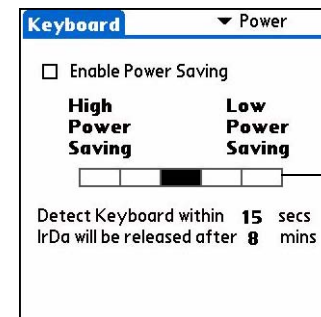 Keyboard Power
Enable Power Saving
High Low
Power Power
Saving Saving
Detect Keyboard within 15 secs
IrDa will be released after 8 mins